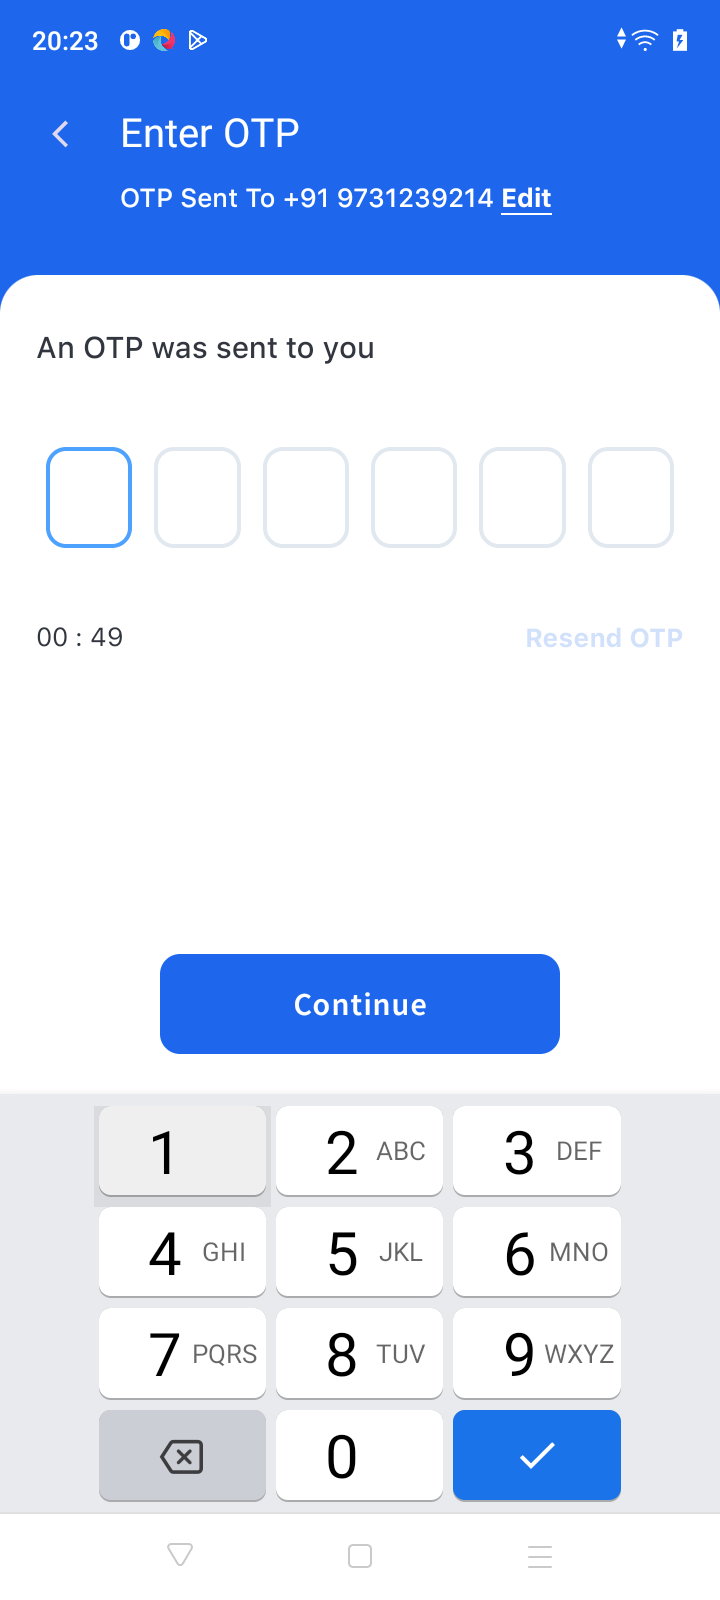 20:23
Enter OTP
OTP Sent To +91 9731239214 Edit
An OTP was sent to you
00 : 49 Resend OTP
Continue
1 2 ABC 3 DEF
4 GHI 5 JKL 6 MNO
7 PQRS 8 TUV 9 WXYZ
0